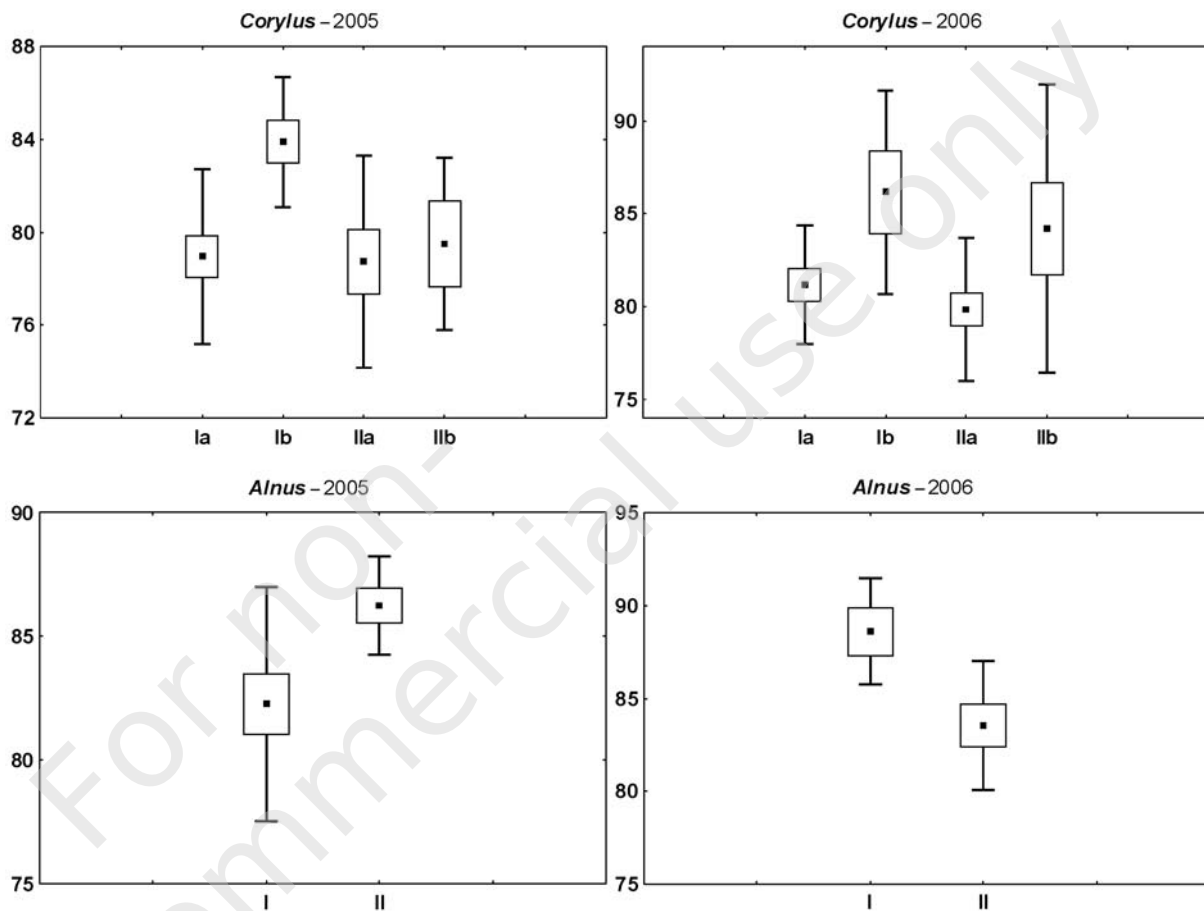 Corylus – 2005
88
84
80
76
72
Ia Ib IIa IIb
Corylus – 2006
90
85
80
75
Ia Ib IIa IIb
Alnus – 2005
90
85
80
75
I II
Alnus – 2006
95
90
85
80
75
I II
For non-
commercial use only